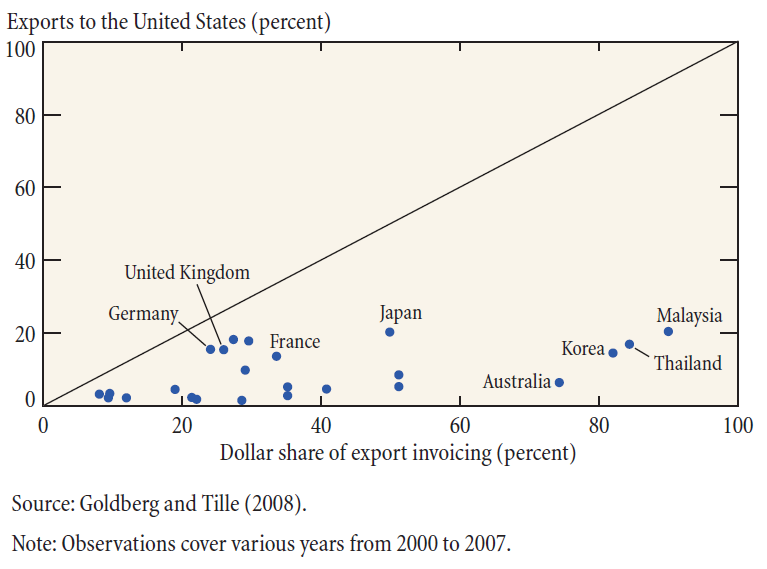 Exports to the United States (percent)
100
80
60
40
20
0
United Kingdom
Germany
France
Japan
Malaysia
Korea
Thailand
Australia
0 20 40 60 80 100
Dollar share of export invoicing (percent)
Source: Goldberg and Tille (2008).
Note: Observations cover various years from 2000 to 2007.